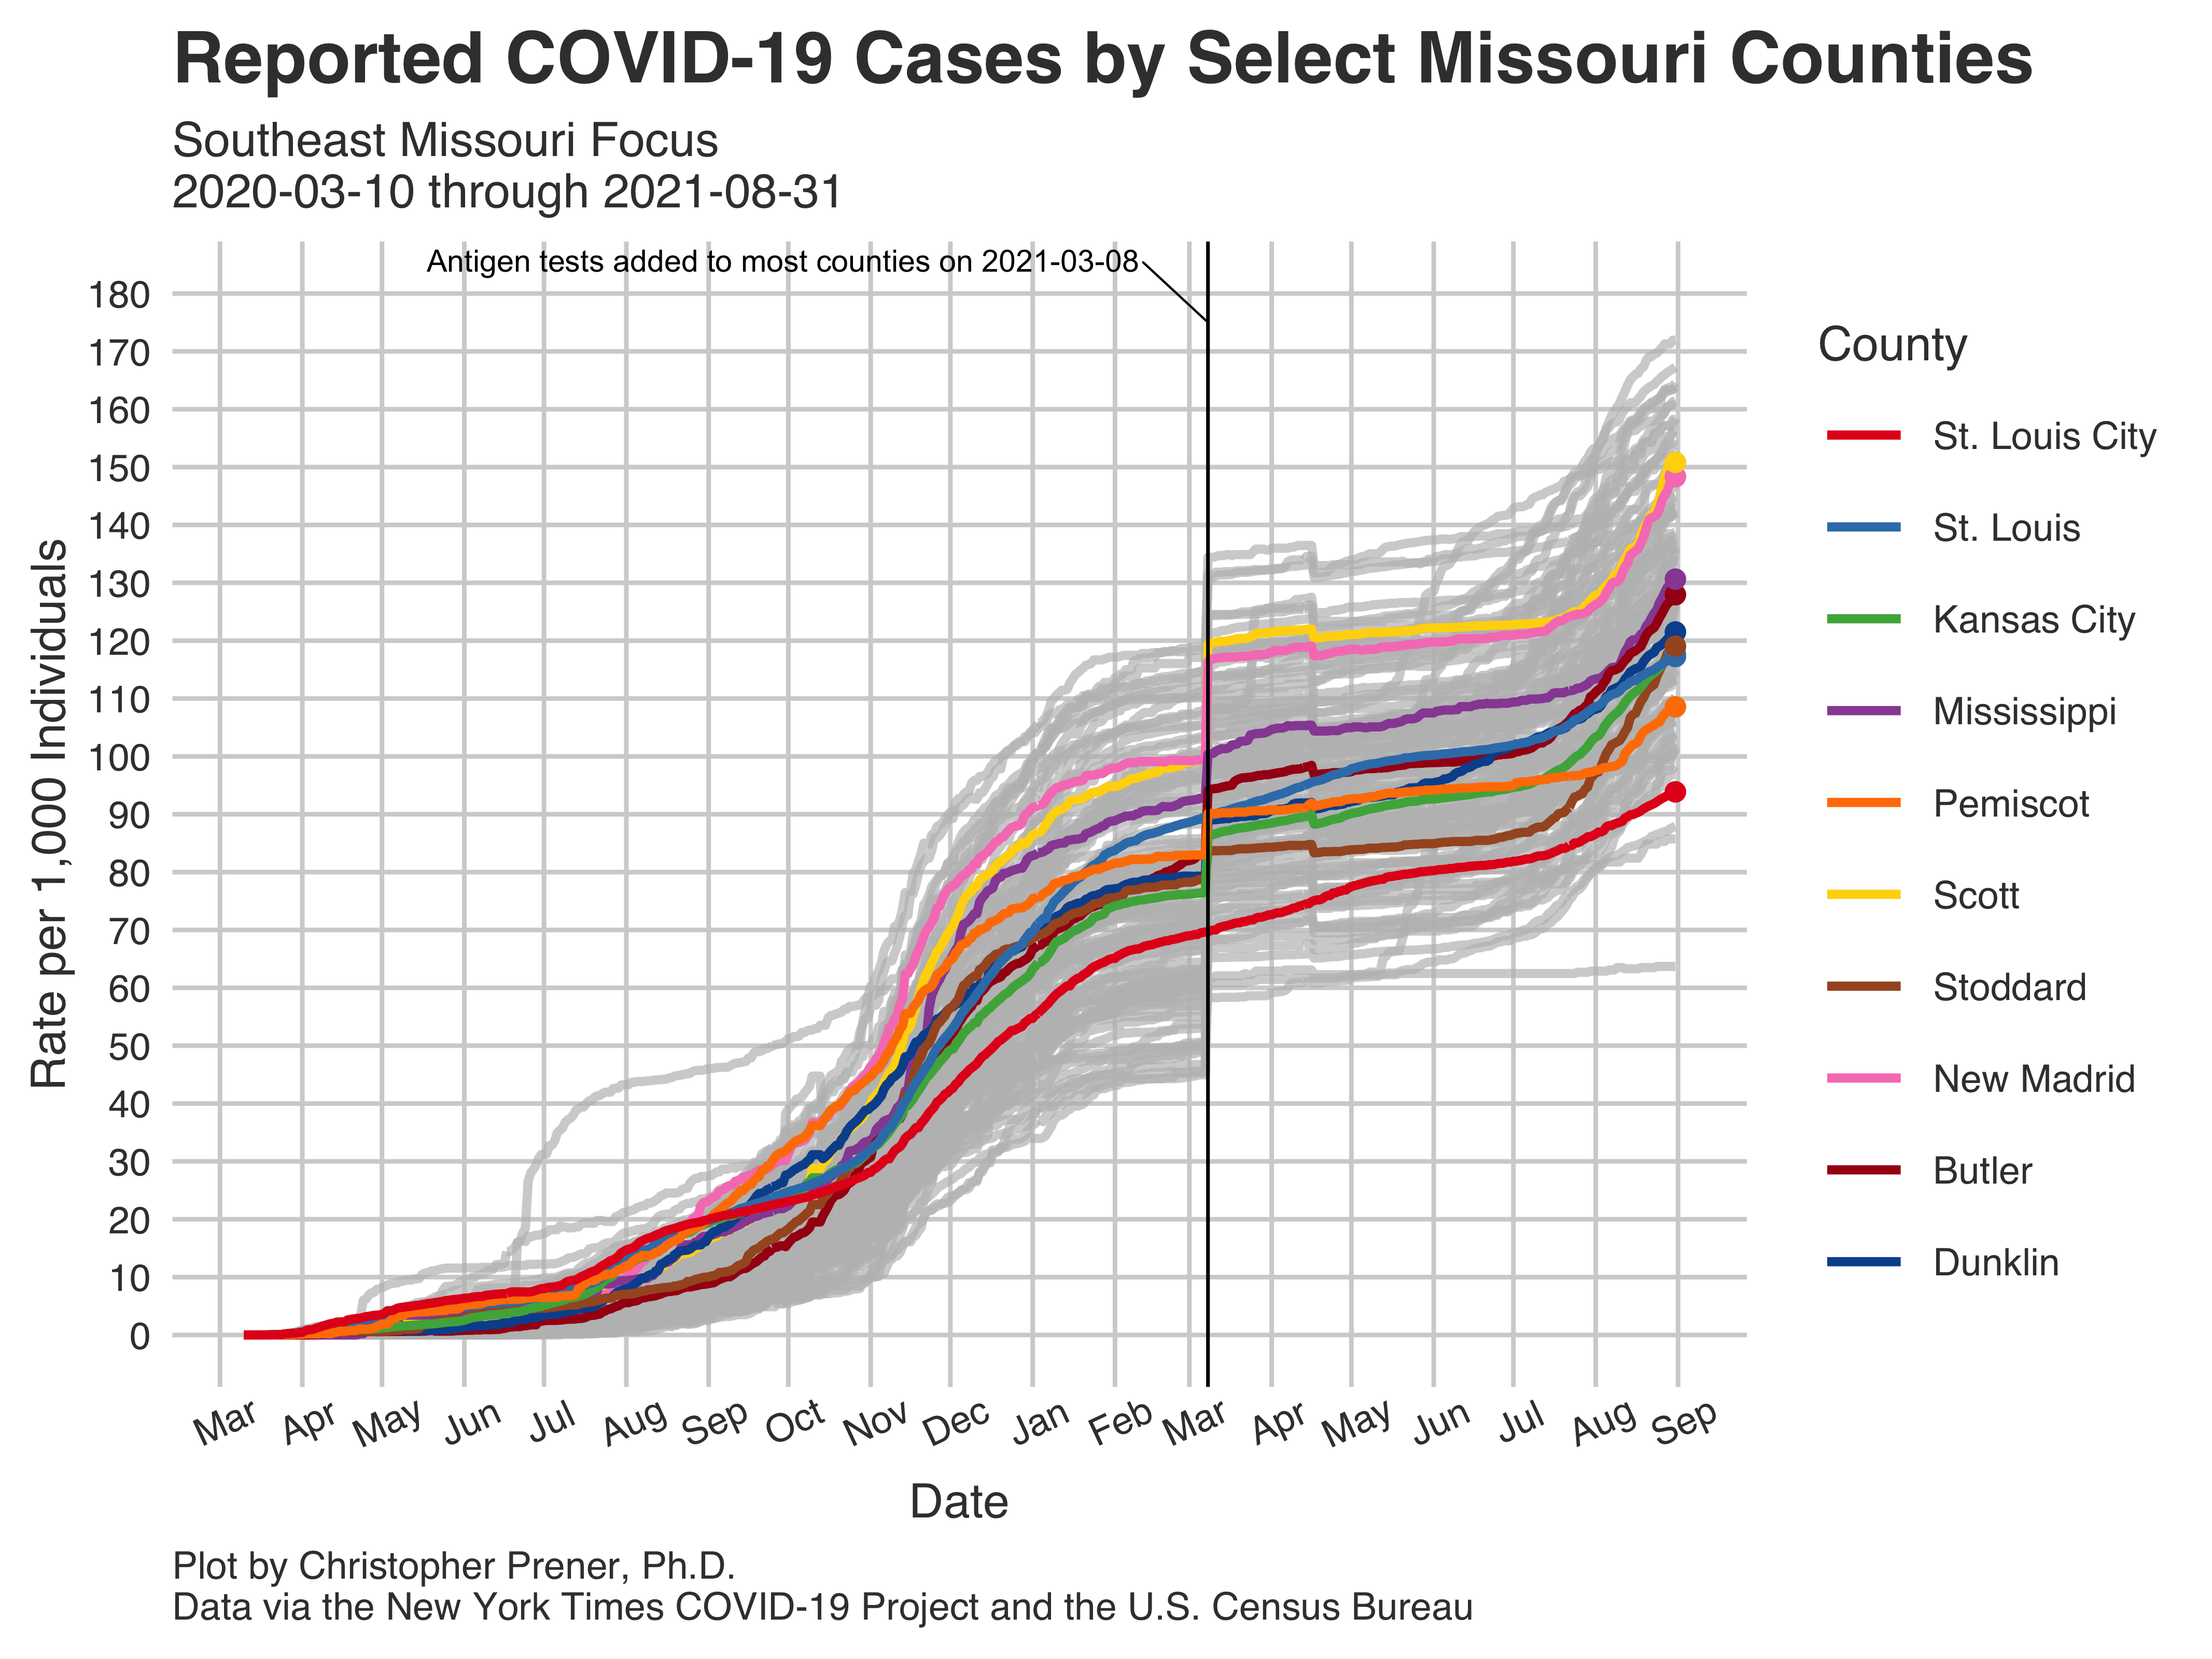 Reported COVID-19 Cases by Select Missouri Counties
Southeast Missouri Focus
2020-03-10 through 2021-08-31
Antigen tests added to most counties on 2021-03-08
180
170
160
150
140
130
120
110
100
90
80
70
60
50
40
30
20
10
0
Rate per 1,000 Individuals
Mar Apr May Jun Jul Aug Sep Oct Nov Dec Jan Feb Mar Apr May Jun Jul Aug Sep
Date
County
St. Louis City
St. Louis
Kansas City
Mississippi
Pemiscot
Scott
Stoddard
New Madrid
Butler
Dunklin
Plot by Christopher Prener, Ph.D.
Data via the New York Times COVID-19 Project and the U.S. Census Bureau